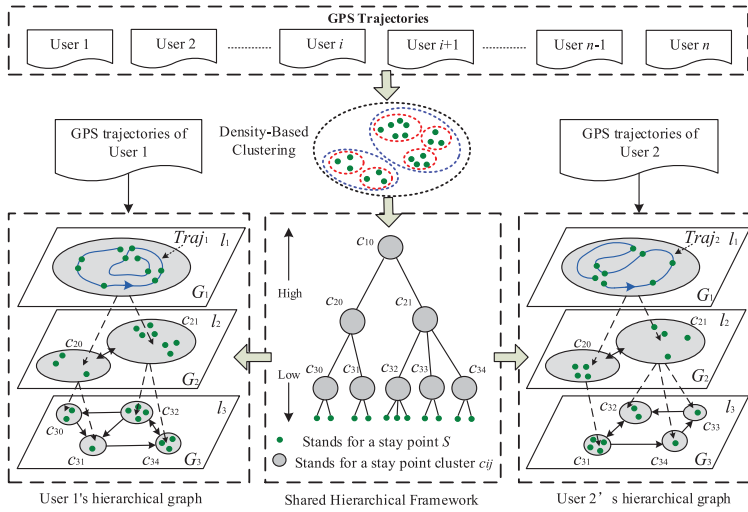 GPS Trajectories
User 1
User 2
User i
User i+1
User n-1
User n
GPS trajectories of
User 1
Density-Based
Clustering
GPS trajectories of
User 2
Traj1
l1
G1
c20
c21
l2
G2
c30
c31
c32
c34
l3
G3
User 1's hierarchical graph
High
Low
c10
c20
c21
c30
c31
c32
c33
c34
Stands for a stay point S
Stands for a stay point cluster cij
Shared Hierarchical Framework
Traj2
l1
G1
c20
c21
l2
G2
c32
c33
c31
c34
l3
G3
User 2's hierarchical graph